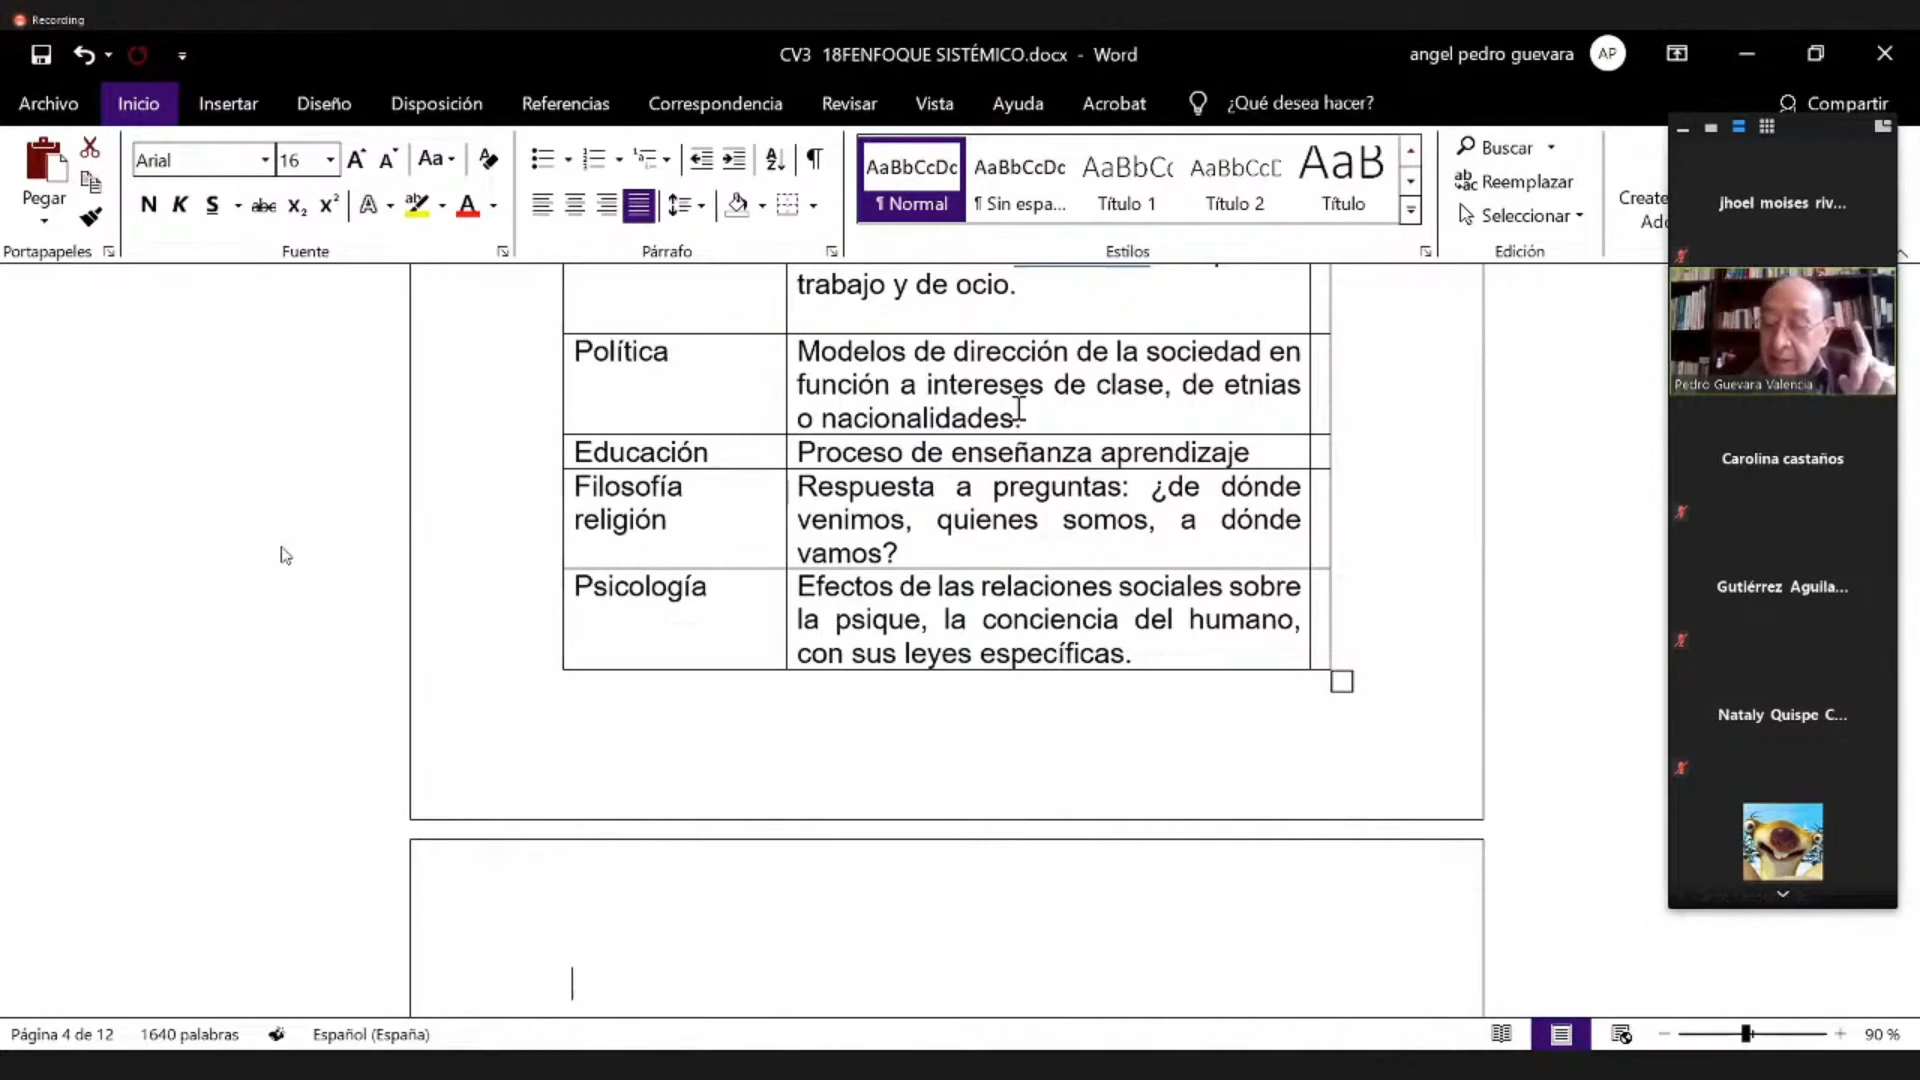 Recording
CV3 18FENFOQUE SISTÉMICO.docx - Word
angel pedro guevara
AP
Archivo
Inicio
Insertar
Diseño
Disposición
Referencias
Correspondencia
Revisar
Vista
Ayuda
Acrobat
¿Qué desea hacer?
Compartir
Pegar
Portapapeles
Arial
16
Aa
N K S abc X₂ X² A A
Fuente
Párrafo
AaBbCcDc
¶ Normal
AaBbCcDc
¶ Sin espa...
AaBbCc
Título 1
AaBbCcD
Título 2
AaB
Título
Estilos
Buscar
Reemplazar
Seleccionar
Edición
Create
trabajo y de ocio.
Política
Modelos de dirección de la sociedad en
función a intereses de clase, de etnias
o nacionalidades.
Educación
Proceso de enseñanza aprendizaje
Filosofía
religión
Respuesta a preguntas: ¿de dónde
venimos, quienes somos, a dónde
vamos?
Psicología
Efectos de las relaciones sociales sobre
la psique, la conciencia del humano,
con sus leyes específicas.
jhoel moises riv...
Pedro Guevara Valencia
Carolina castaños
Gutiérrez Aguila...
Nataly Quispe C...
Página 4 de 12
1640 palabras
Español (España)
90 %